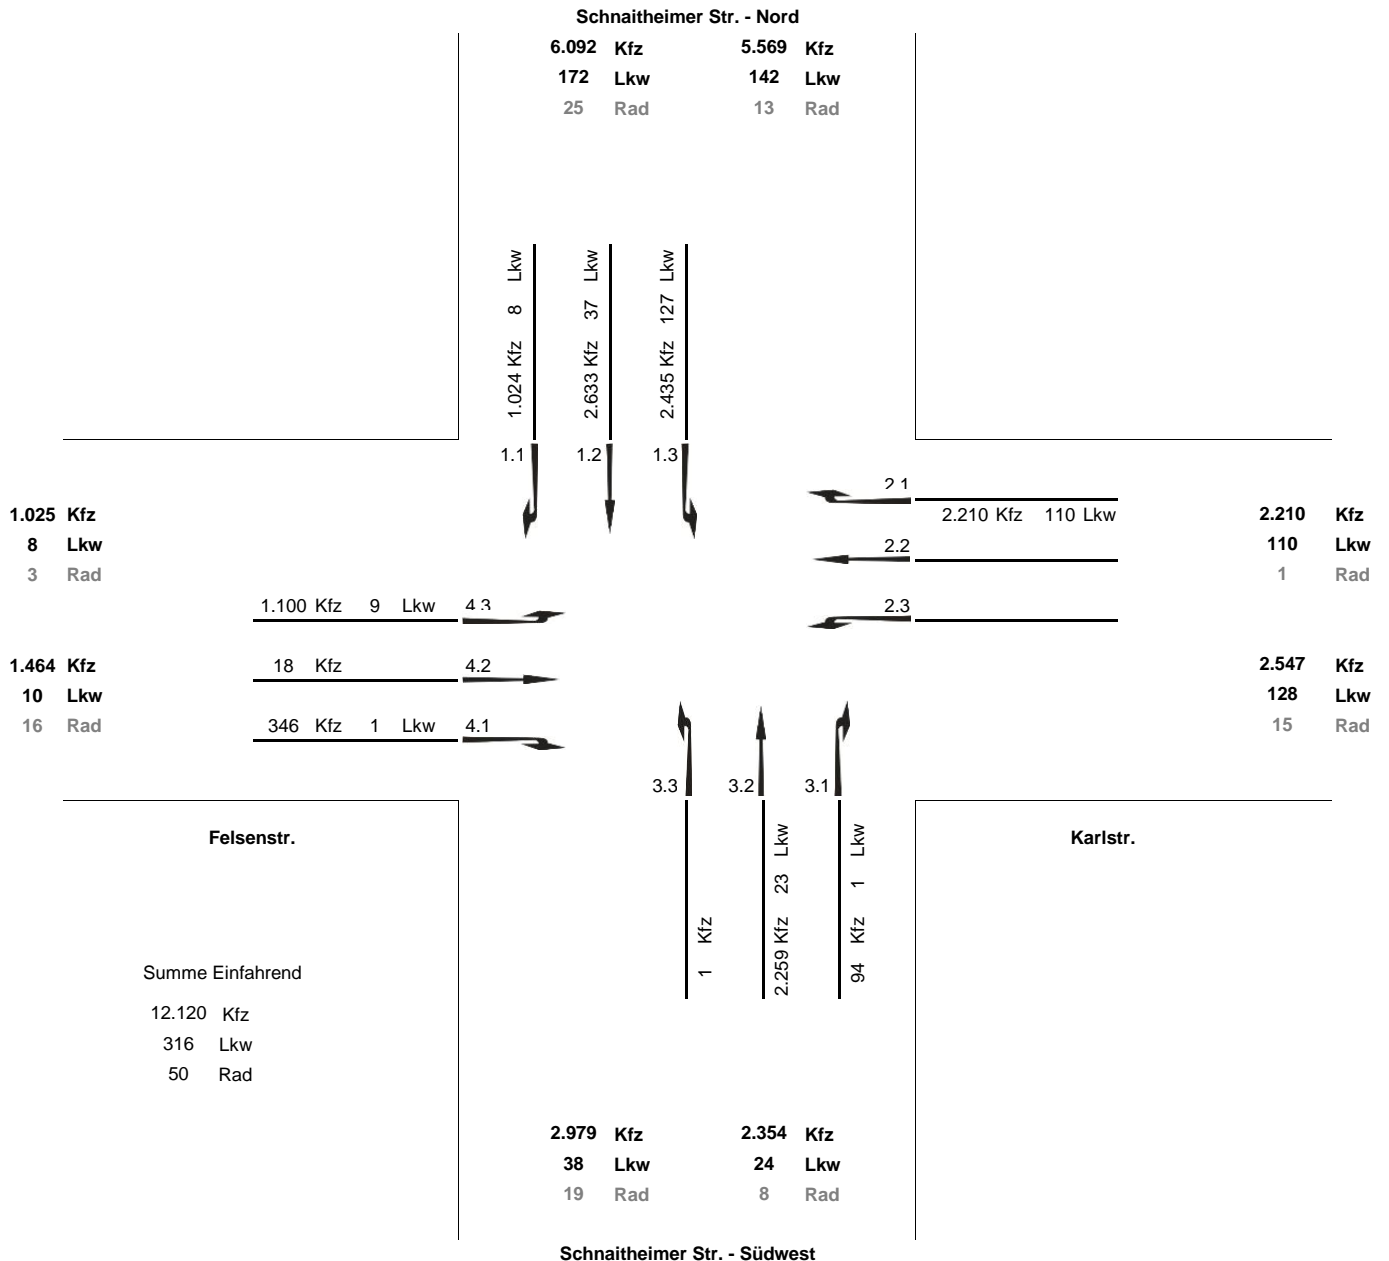 Schnaitheimer Str. - Nord
6.092 Kfz 5.569 Kfz
172 Lkw 142 Lkw
25 Rad 13 Rad
1.024 Kfz 8 Lkw
2.633 Kfz 37 Lkw
2.435 Kfz 127 Lkw
1.1 1.2 1.3
2.1
2.210 Kfz 110 Lkw
2.2
2.3
1.025 Kfz
8 Lkw
3 Rad
2.210 Kfz
110 Lkw
1 Rad
1.100 Kfz 9 Lkw 4.3
18 Kfz 4.2
346 Kfz 1 Lkw 4.1
1.464 Kfz
10 Lkw
16 Rad
2.547 Kfz
128 Lkw
15 Rad
3.3 3.2 3.1
1 Kfz
2.259 Kfz 23 Lkw
94 Kfz 1 Lkw
Felsenstr.
Karlstr.
Summe Einfahrend
12.120 Kfz
316 Lkw
50 Rad
2.979 Kfz 2.354 Kfz
38 Lkw 24 Lkw
19 Rad 8 Rad
Schnaitheimer Str. - Südwest